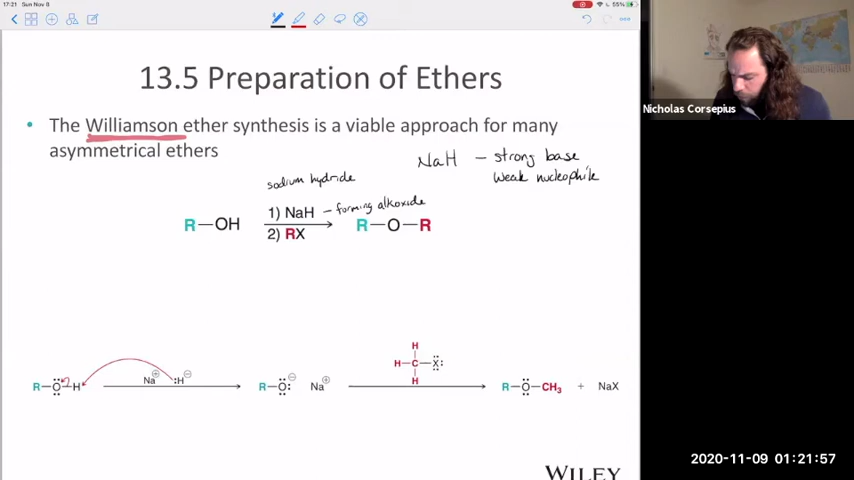 17:21 Sun Nov 8
55%
13.5 Preparation of Ethers
Nicholas Corsepius
• The Williamson ether synthesis is a viable approach for many
asymmetrical ethers
NaH – strong base
weak nucleophile
sodium hydride
1) NaH – forming alkoxide
R–OH
2) RX
R–O–R
H
H–C–X:
H
R–O–H
Na⊕ :H⊖
R–O:⊖ Na⊕
R–O–CH₃ + NaX
WILEY
2020-11-09 01:21:57